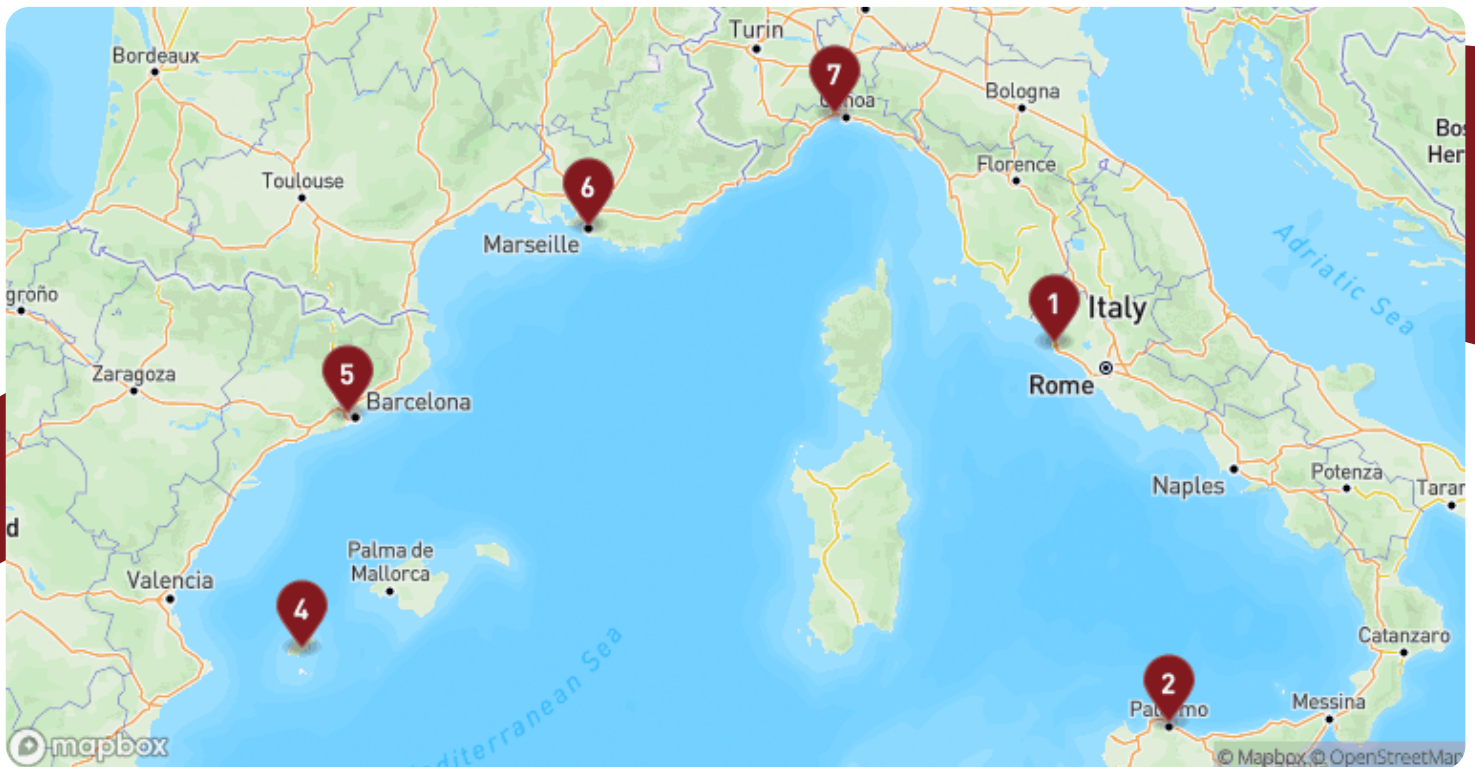 Turin
Bordeaux
7
Genoa
Bologna
Bos
Her
Florence
Toulouse
6
Marseille
Adriatic Sea
groño
1
Italy
Zaragoza
5
Rome
Barcelona
Naples
Potenza
Taran
d
Palma de
Mallorca
Valencia
4
Mediterranean Sea
Catanzaro
2
Palermo
Messina
mapbox
© Mapbox © OpenStreetMap